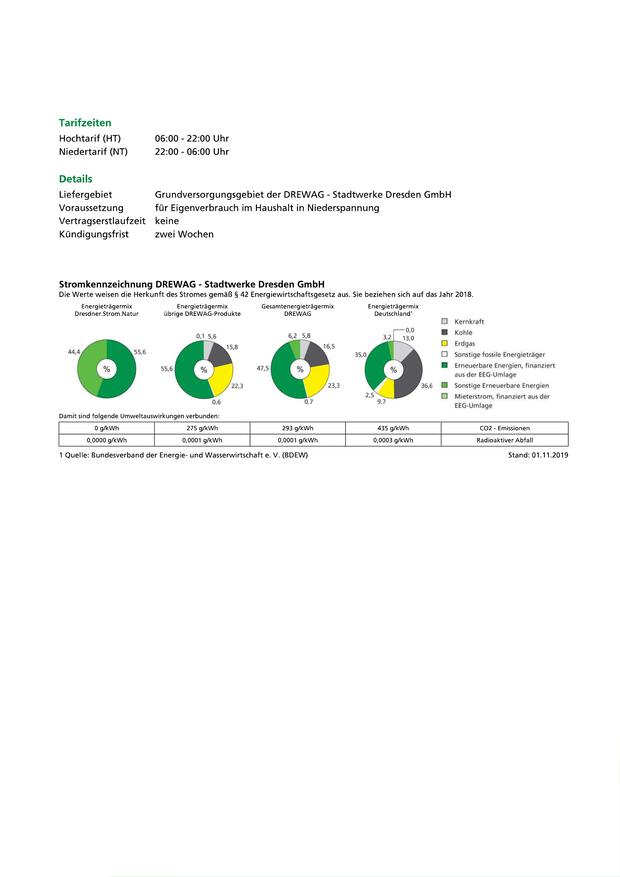 Tarifzeiten
Hochtarif (HT) 06:00 - 22:00 Uhr
Niedertarif (NT) 22:00 - 06:00 Uhr
Details
Liefergebiet Grundversorgungsgebiet der DREWAG - Stadtwerke Dresden GmbH
Voraussetzung für Eigenverbrauch im Haushalt in Niederspannung
Vertragserstlaufzeit keine
Kündigungsfrist zwei Wochen
Stromkennzeichnung DREWAG - Stadtwerke Dresden GmbH
Die Werte weisen die Herkunft des Stromes gemäß § 42 Energiewirtschaftsgesetz aus. Sie beziehen sich auf das Jahr 2018.
Energieträgermix
Dresdner.Strom.Natur
44,4
55,6
%
Energieträgermix
übrige DREWAG-Produkte
0,1 5,6
15,8
22,3
0,6
55,6
%
Gesamtenergieträgermix
DREWAG
6,2 5,8
16,5
23,3
0,7
47,5
%
Energieträgermix
Deutschland¹
0,0
3,2 13,0
35,0
36,6
2,5
9,7
%
Kernkraft
Kohle
Erdgas
Sonstige fossile Energieträger
Erneuerbare Energien, finanziert
aus der EEG-Umlage
Sonstige Erneuerbare Energien
Mieterstrom, finanziert aus der
EEG-Umlage
Damit sind folgende Umweltauswirkungen verbunden:
0 g/kWh 275 g/kWh 293 g/kWh 435 g/kWh CO2 - Emissionen
0,0000 g/kWh 0,0001 g/kWh 0,0001 g/kWh 0,0003 g/kWh Radioaktiver Abfall
1 Quelle: Bundesverband der Energie- und Wasserwirtschaft e. V. (BDEW) Stand: 01.11.2019